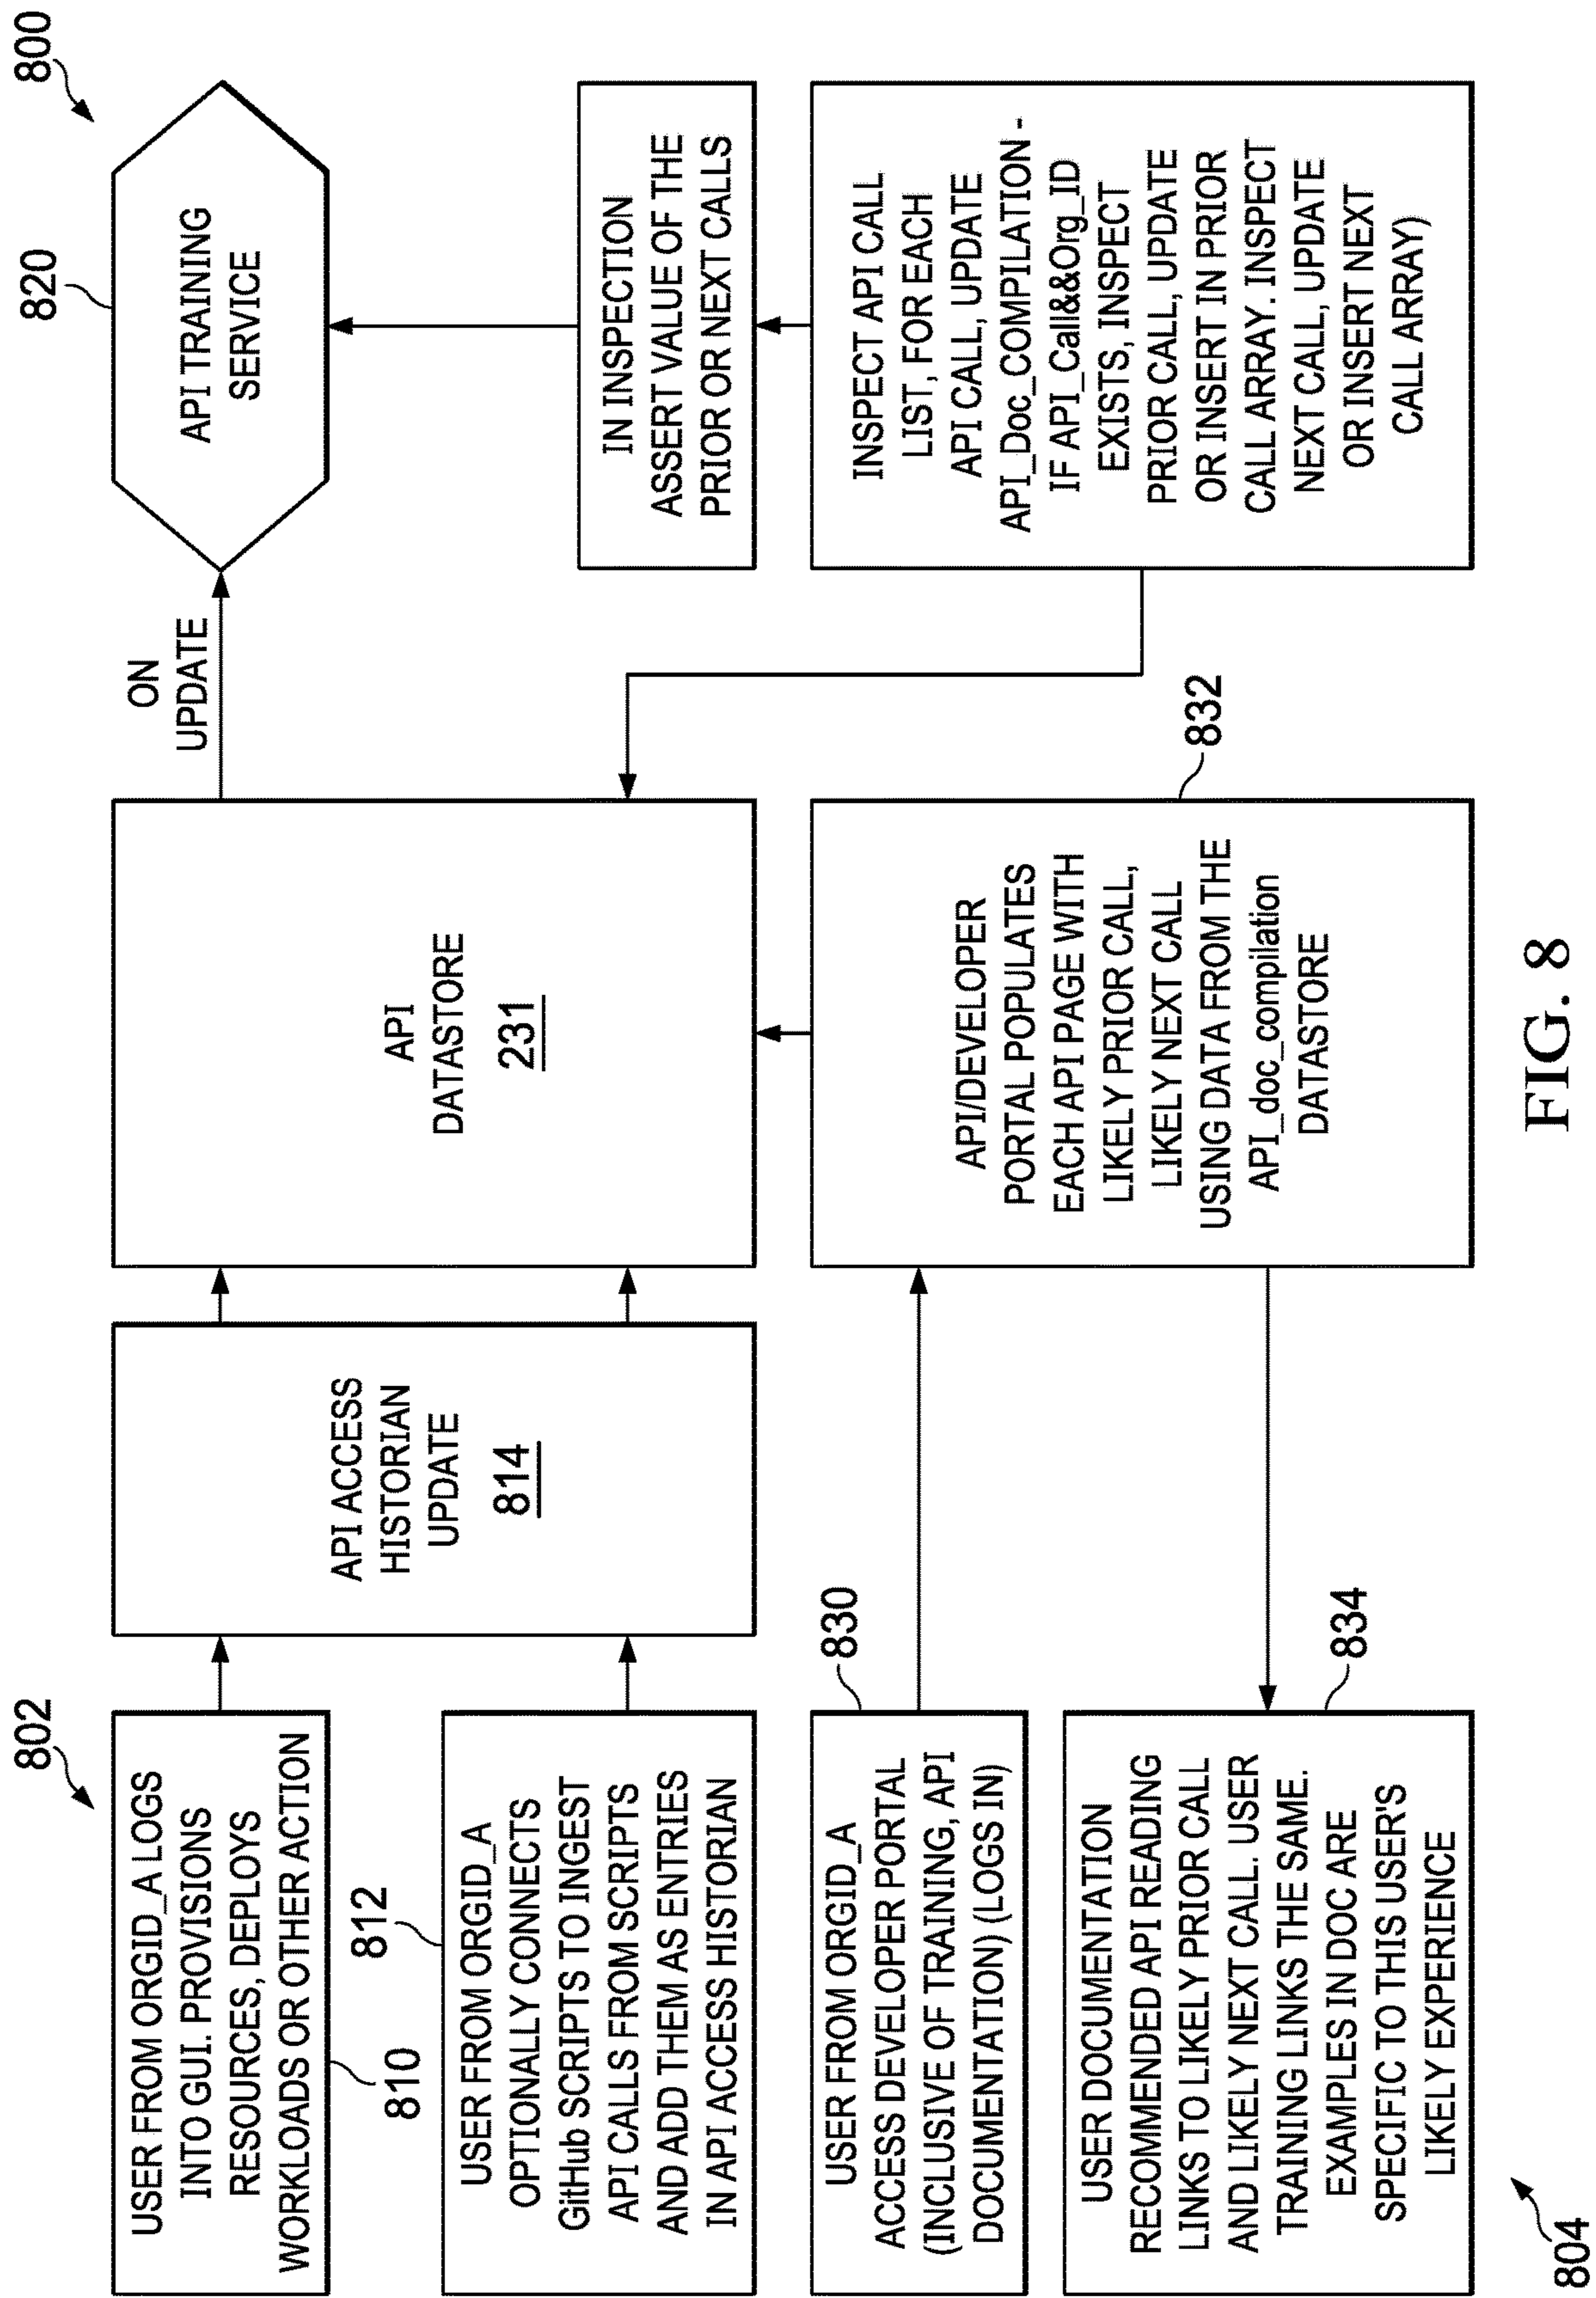 800
802
USER FROM ORGID_A LOGS
INTO GUI. PROVISIONS
RESOURCES, DEPLOYS
WORKLOADS OR OTHER ACTION
810
812
USER FROM ORGID_A
OPTIONALLY CONNECTS
GitHub SCRIPTS TO INGEST
API CALLS FROM SCRIPTS
AND ADD THEM AS ENTRIES
IN API ACCESS HISTORIAN
API ACCESS
HISTORIAN
UPDATE
814
API
DATASTORE
231
ON
UPDATE
820
API TRAINING
SERVICE
IN INSPECTION
ASSERT VALUE OF THE
PRIOR OR NEXT CALLS
INSPECT API CALL
LIST, FOR EACH
API CALL, UPDATE
API_Doc_COMPILATION -
IF API_Call&&Org_ID
EXISTS, INSPECT
PRIOR CALL, UPDATE
OR INSERT IN PRIOR
CALL ARRAY. INSPECT
NEXT CALL, UPDATE
OR INSERT NEXT
CALL ARRAY)
830
USER FROM ORGID_A
ACCESS DEVELOPER PORTAL
(INCLUSIVE OF TRAINING, API
DOCUMENTATION) (LOGS IN)
832
API/DEVELOPER
PORTAL POPULATES
EACH API PAGE WITH
LIKELY PRIOR CALL,
LIKELY NEXT CALL
USING DATA FROM THE
API_doc_compilation
DATASTORE
834
USER DOCUMENTATION
RECOMMENDED API READING
LINKS TO LIKELY PRIOR CALL
AND LIKELY NEXT CALL. USER
TRAINING LINKS THE SAME.
EXAMPLES IN DOC ARE
SPECIFIC TO THIS USER'S
LIKELY EXPERIENCE
804
FIG. 8